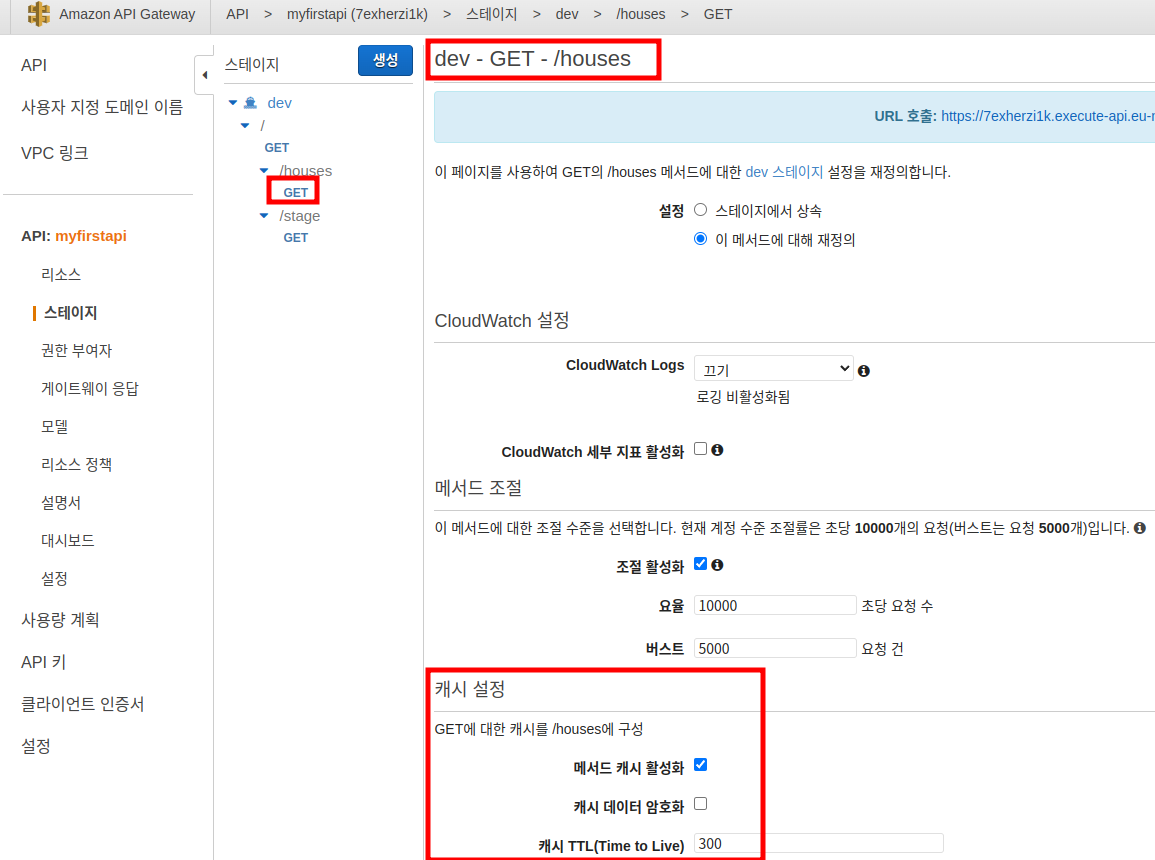 Amazon API Gateway
API > myfirstapi (7exherzi1k) > 스테이지 > dev > /houses > GET
API
사용자 지정 도메인 이름
VPC 링크
API: myfirstapi
리소스
스테이지
권한 부여자
게이트웨이 응답
모델
리소스 정책
설명서
대시보드
설정
사용량 계획
API 키
클라이언트 인증서
설정
스테이지
생성
dev
/
GET
/houses
GET
/stage
GET
dev - GET - /houses
URL 호출: https://7exherzi1k.execute-api.eu-
이 페이지를 사용하여 GET의 /houses 메서드에 대한 dev 스테이지 설정을 재정의합니다.
설정 스테이지에서 상속
이 메서드에 대해 재정의
CloudWatch 설정
CloudWatch Logs 끄기
로깅 비활성화됨
CloudWatch 세부 지표 활성화
메서드 조절
이 메서드에 대한 조절 수준을 선택합니다. 현재 계정 수준 조절률은 초당 10000개의 요청(버스트는 요청 5000개)입니다.
조절 활성화
요율 10000 초당 요청 수
버스트 5000 요청 건
캐시 설정
GET에 대한 캐시를 /houses에 구성
메서드 캐시 활성화
캐시 데이터 암호화
캐시 TTL(Time to Live) 300